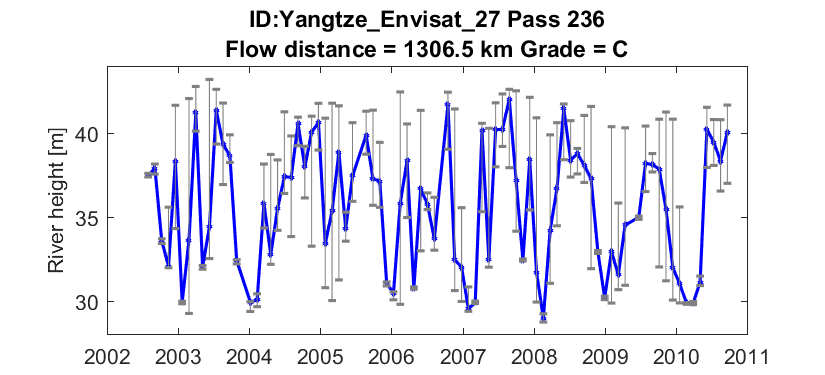 ID:Yangtze_Envisat_27 Pass 236
Flow distance = 1306.5 km Grade = C
River height [m]
40
35
30
2002 2003 2004 2005 2006 2007 2008 2009 2010 2011